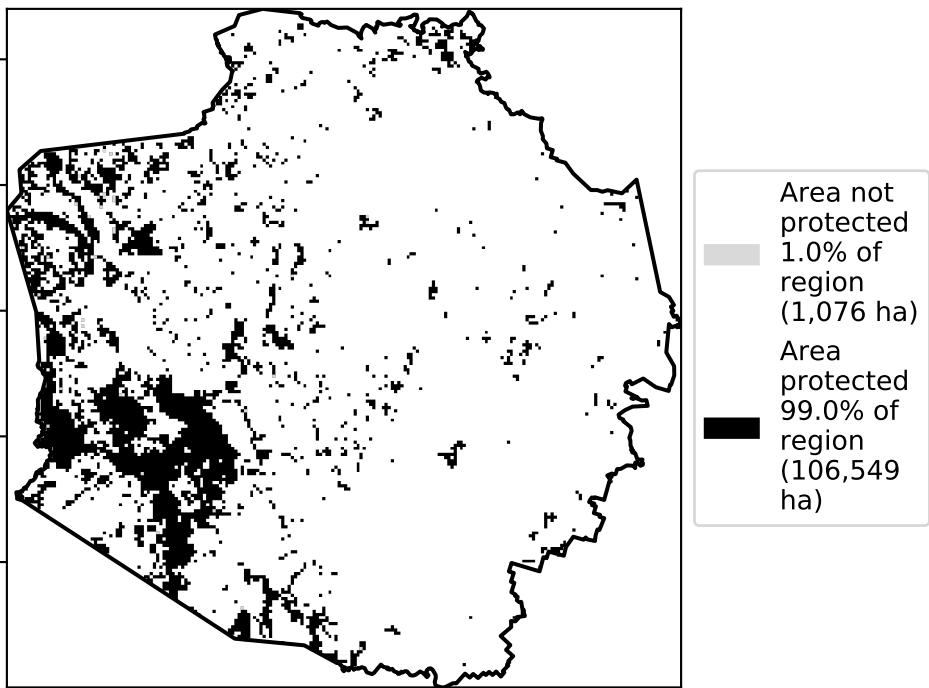 Area not
protected
1.0% of
region
(1,076 ha)
Area
protected
99.0% of
region
(106,549
ha)